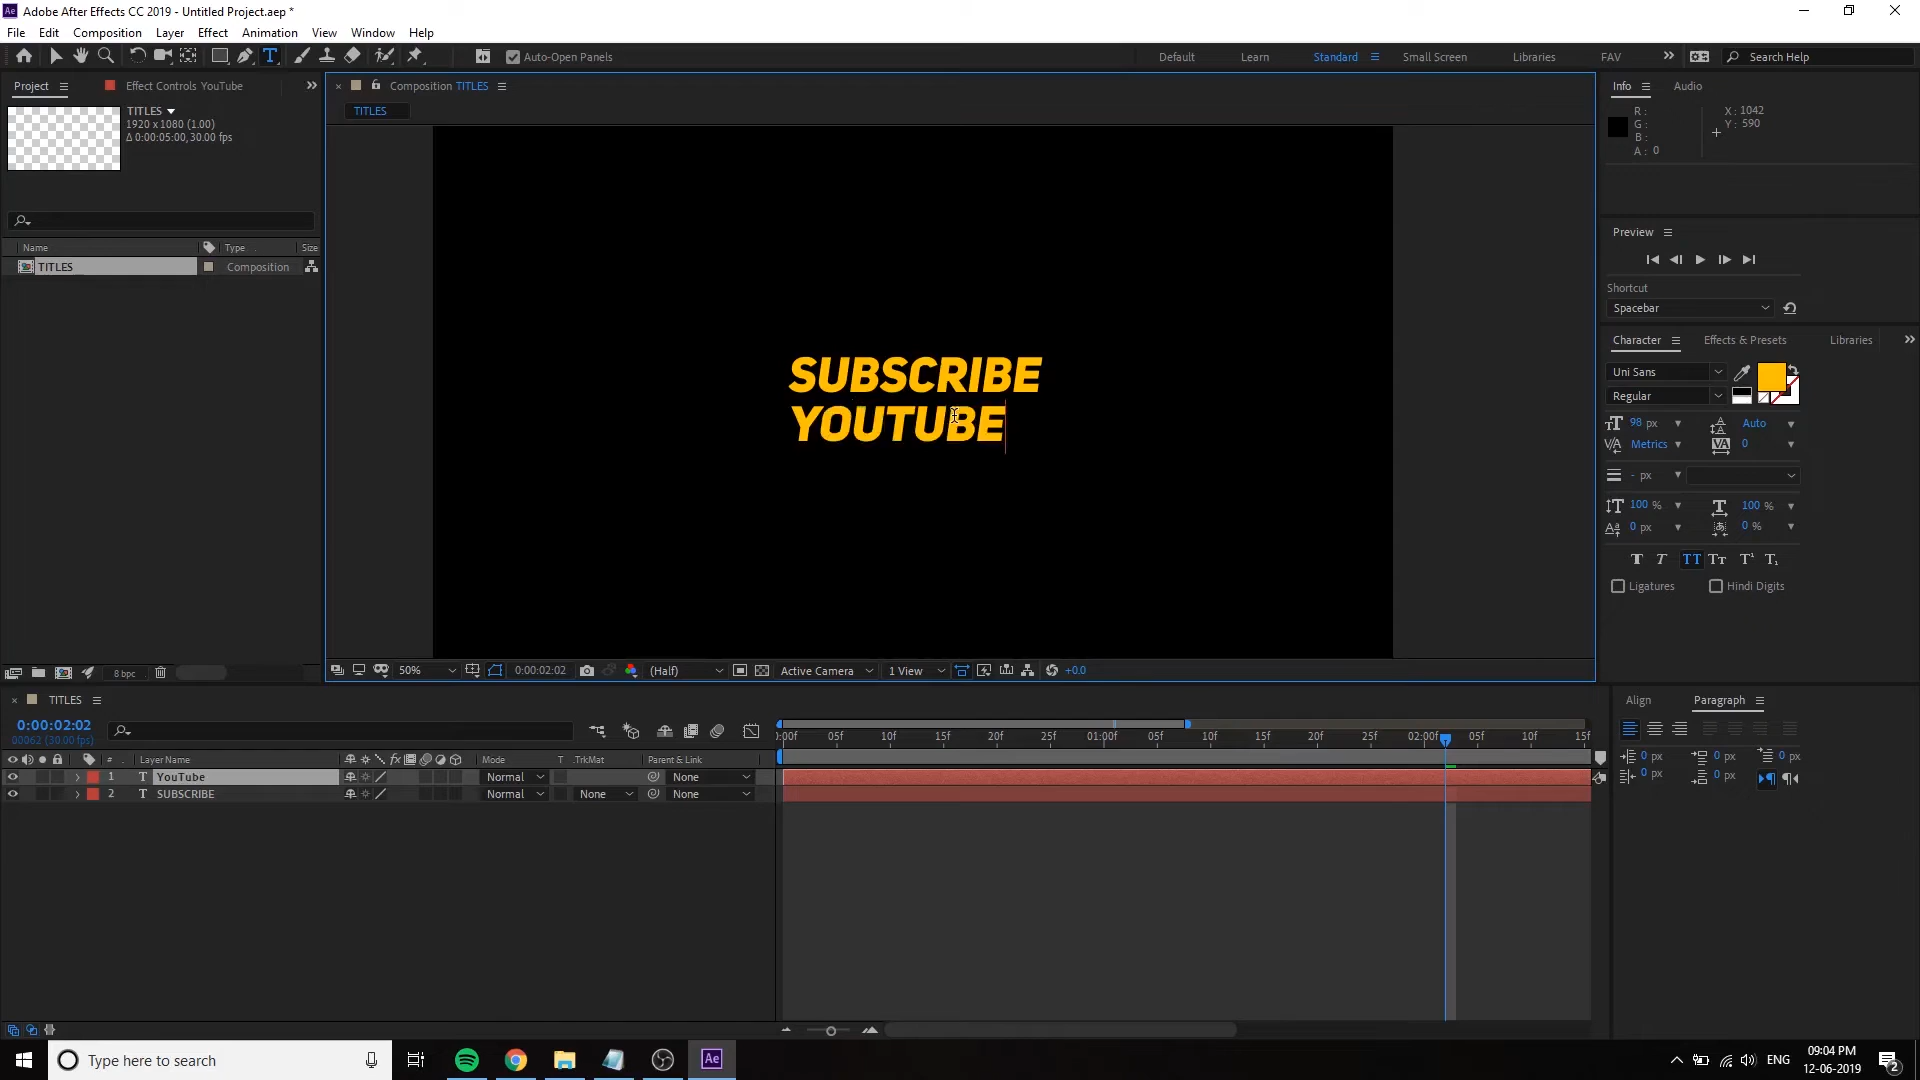 Adobe After Effects CC 2019 - Untitled Project.aep *
File Edit Composition Layer Effect Animation View Window Help
Auto-Open Panels Default Learn Standard Small Screen Libraries FAV Search Help
Project Effect Controls YouTube
TITLES
1920 x 1080 (1.00)
Δ 0:00:05:00, 30.00 fps
Name Type Size
TITLES Composition
8 bpc
Composition TITLES
TITLES
SUBSCRIBE
YOUTUBE
50% 0:00:02:02 (Half) Active Camera 1 View +0.0
Info Audio
R : X : 1042
G : Y : 590
B :
A : 0
Preview
Shortcut
Spacebar
Character Effects & Presets Libraries
Uni Sans
Regular
98 px Auto
Metrics 0
- px
100 % 100 %
0 px 0 %
Ligatures Hindi Digits
TITLES
0:00:02:02
00062 (30.00 fps)
# Layer Name Mode T .TrkMat Parent & Link
1 T YouTube Normal None
2 T SUBSCRIBE Normal None None
):00f 05f 10f 15f 20f 25f 01:00f 05f 10f 15f 20f 25f 02:00f 05f 10f 15f
Align Paragraph
0 px 0 px 0 px
0 px 0 px
Type here to search
Ae
ENG
09:04 PM
12-06-2019
2